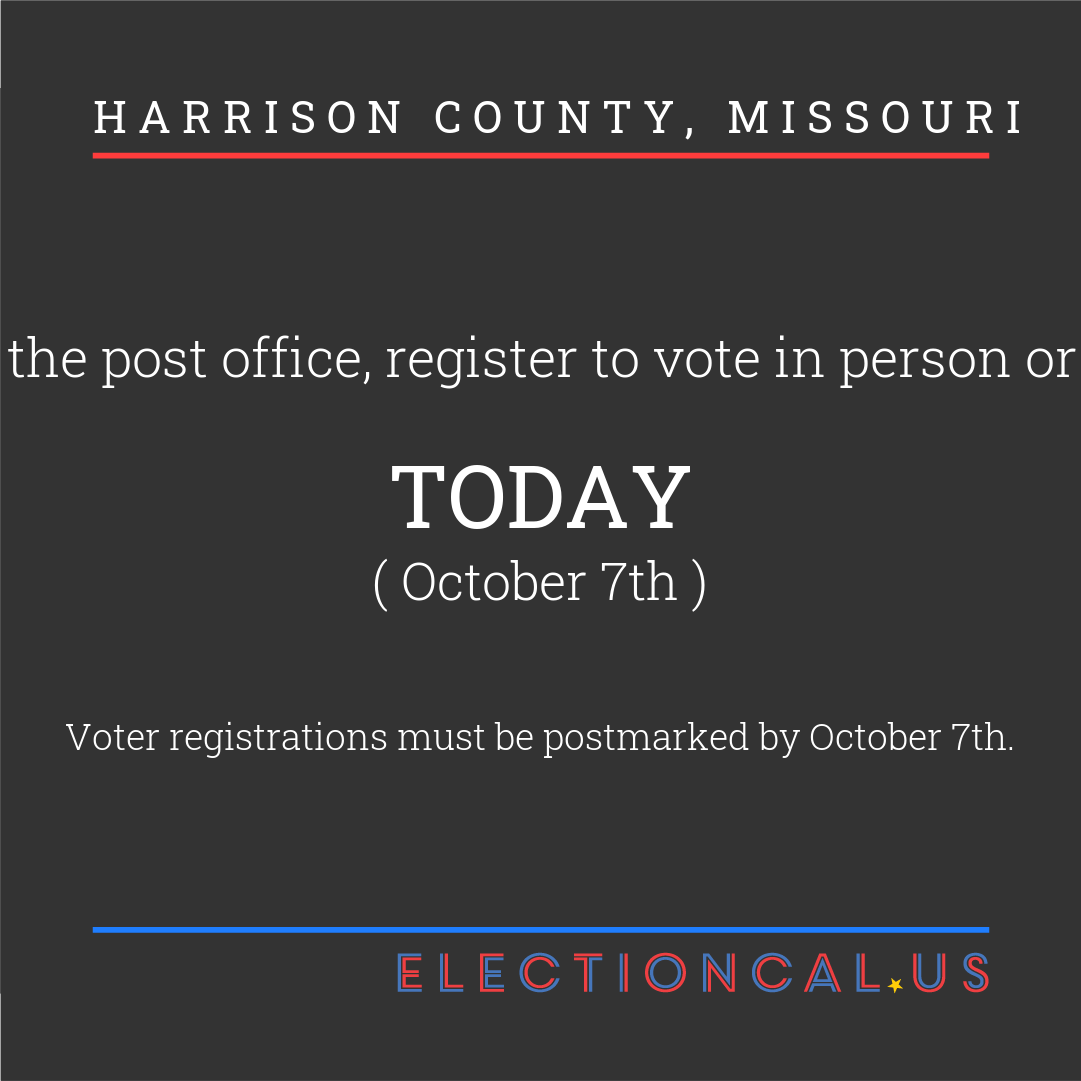 HARRISON COUNTY, MISSOURI
the post office, register to vote in person or
TODAY
( October 7th )
Voter registrations must be postmarked by October 7th.
ELECTIONCAL.US